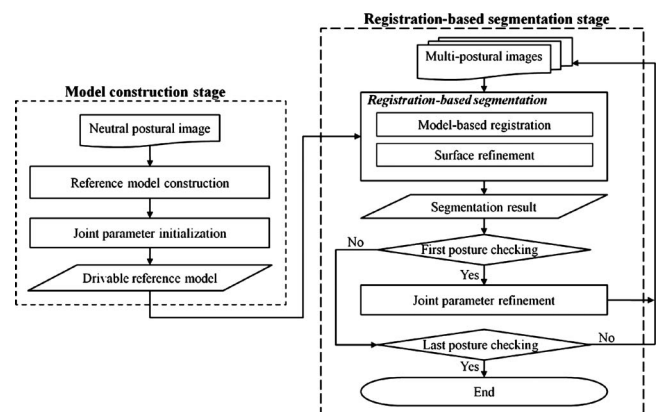 Model construction stage
Neutral postural image
Reference model construction
Joint parameter initialization
Drivable reference model
Registration-based segmentation stage
Multi-postural images
Registration-based segmentation
Model-based registration
Surface refinement
Segmentation result
No
First posture checking
Yes
Joint parameter refinement
Last posture checking
No
Yes
End